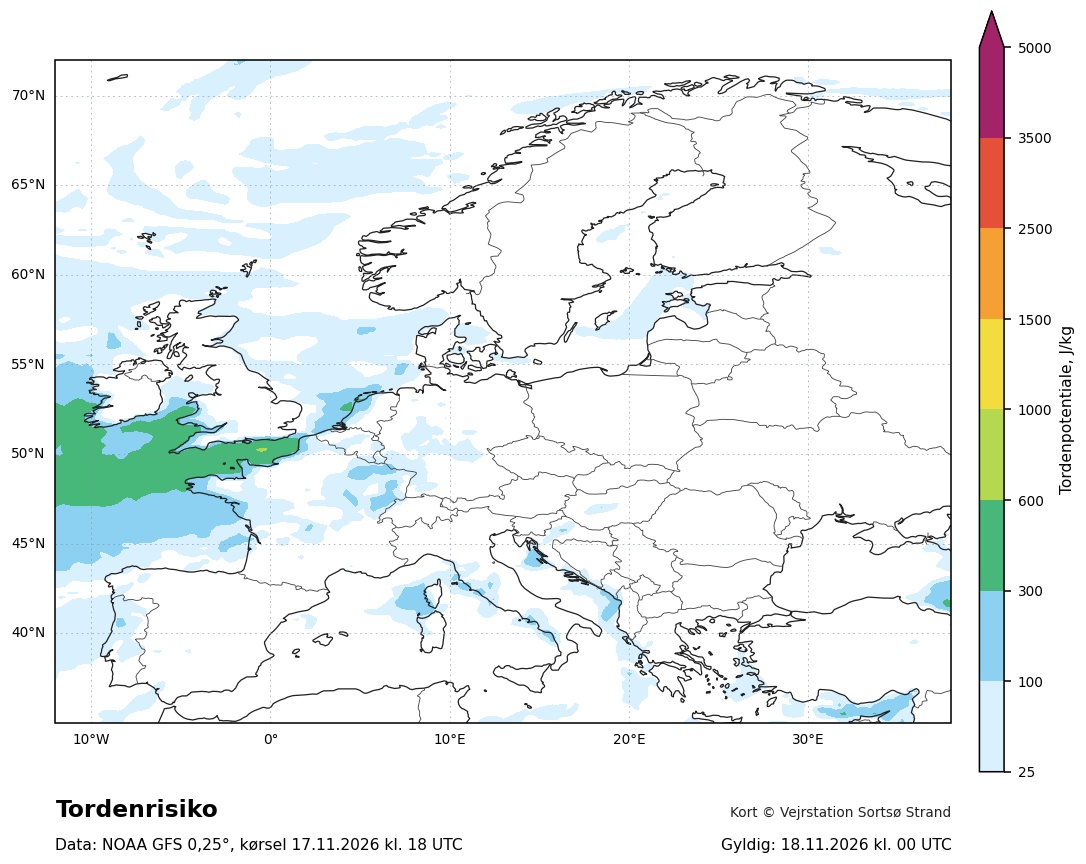 70°N
65°N
60°N
55°N
50°N
45°N
40°N
10°W
0°
10°E
20°E
30°E
5000
3500
2500
1500
1000
600
300
100
25
Tordenpotentiale, J/kg
Tordenrisiko
Kort © Vejrstation Sortsø Strand
Data: NOAA GFS 0,25°, kørsel 17.11.2026 kl. 18 UTC
Gyldig: 18.11.2026 kl. 00 UTC